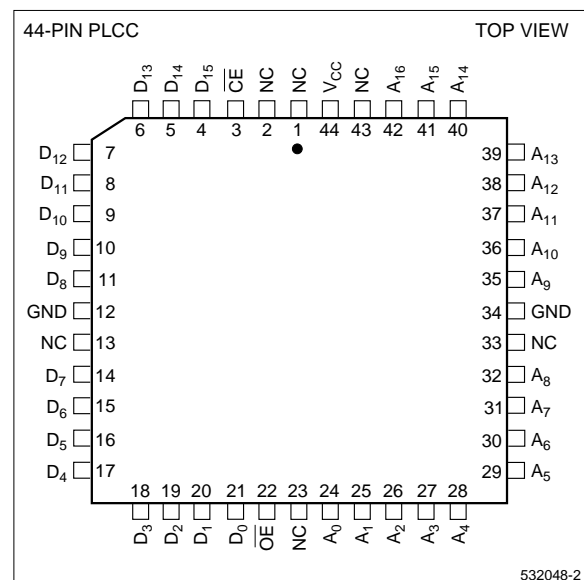 44-PIN PLCC TOP VIEW
D13 D14 D15 CE NC NC VCC NC A16 A15 A14
6 5 4 3 2 1 44 43 42 41 40
D12 7 39 A13
D11 8 38 A12
D10 9 37 A11
D9 10 36 A10
D8 11 35 A9
GND 12 34 GND
NC 13 33 NC
D7 14 32 A8
D6 15 31 A7
D5 16 30 A6
D4 17 29 A5
18 19 20 21 22 23 24 25 26 27 28
D3 D2 D1 D0 OE NC A0 A1 A2 A3 A4
532048-2